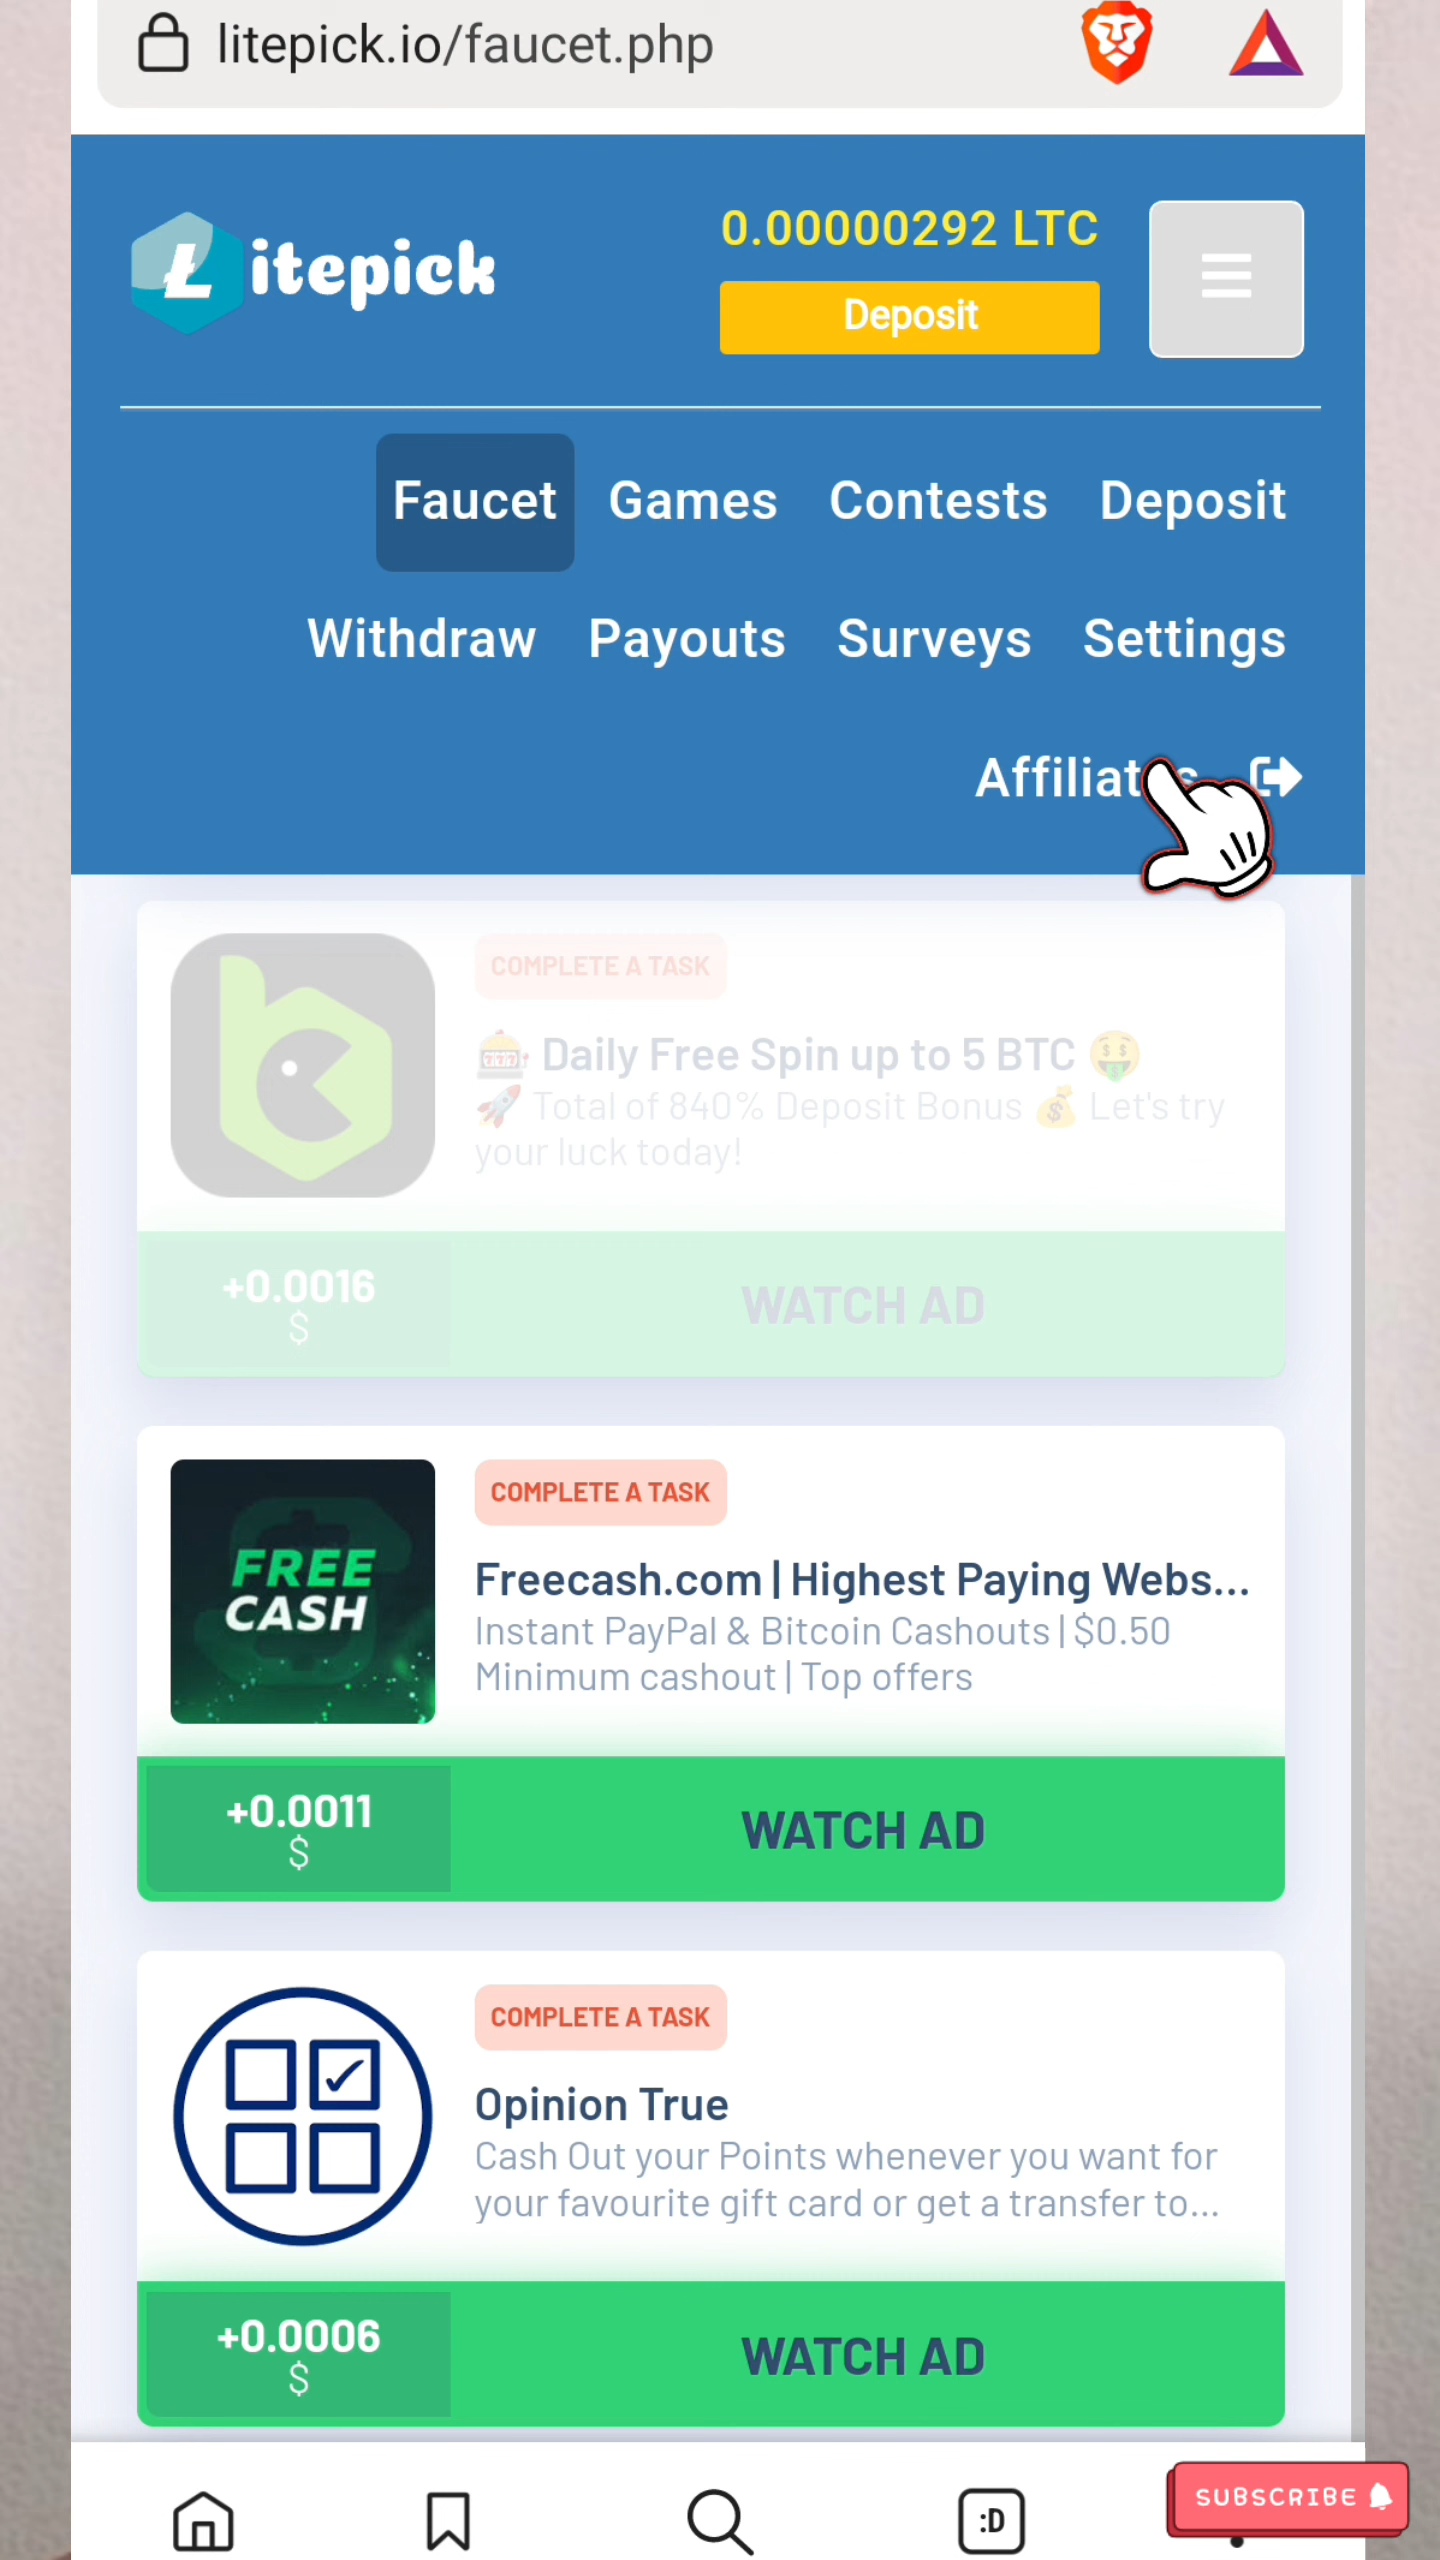 litepick.io/faucet.php
Litepick
0.00000292 LTC
Deposit
Faucet Games Contests Deposit
Withdraw Payouts Surveys Settings
Affiliates
COMPLETE A TASK
🎰 Daily Free Spin up to 5 BTC 🤑
🚀 Total of 840% Deposit Bonus 💰 Let's try
your luck today!
+0.0016
$
WATCH AD
FREE
CASH
COMPLETE A TASK
Freecash.com | Highest Paying Webs...
Instant PayPal & Bitcoin Cashouts | $0.50
Minimum cashout | Top offers
+0.0011
$
WATCH AD
COMPLETE A TASK
Opinion True
Cash Out your Points whenever you want for
your favourite gift card or get a transfer to...
+0.0006
$
WATCH AD
:D
SUBSCRIBE